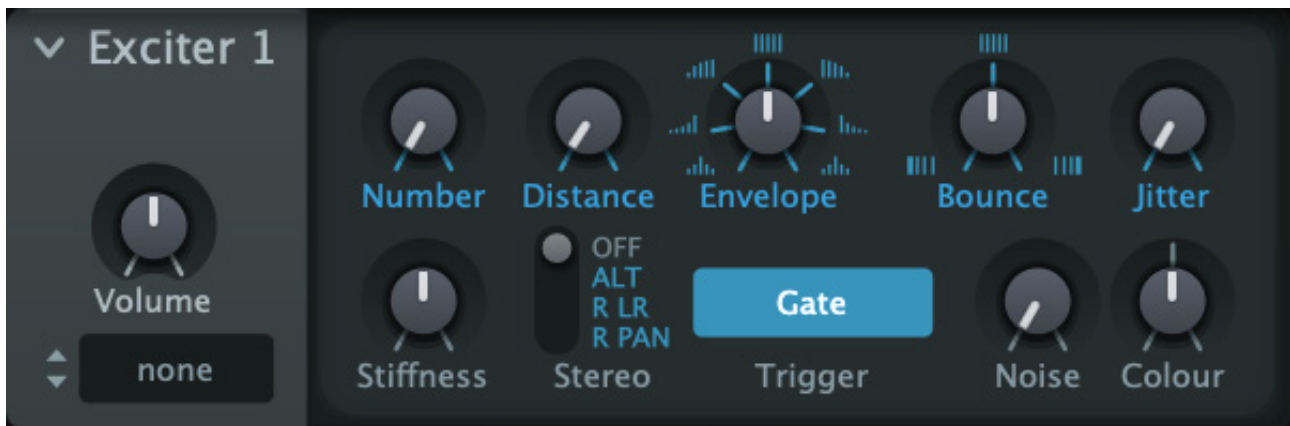 Exciter 1
Volume
none
Number
Distance
Envelope
Bounce
Jitter
Stiffness
OFF
ALT
R LR
R PAN
Stereo
Gate
Trigger
Noise
Colour